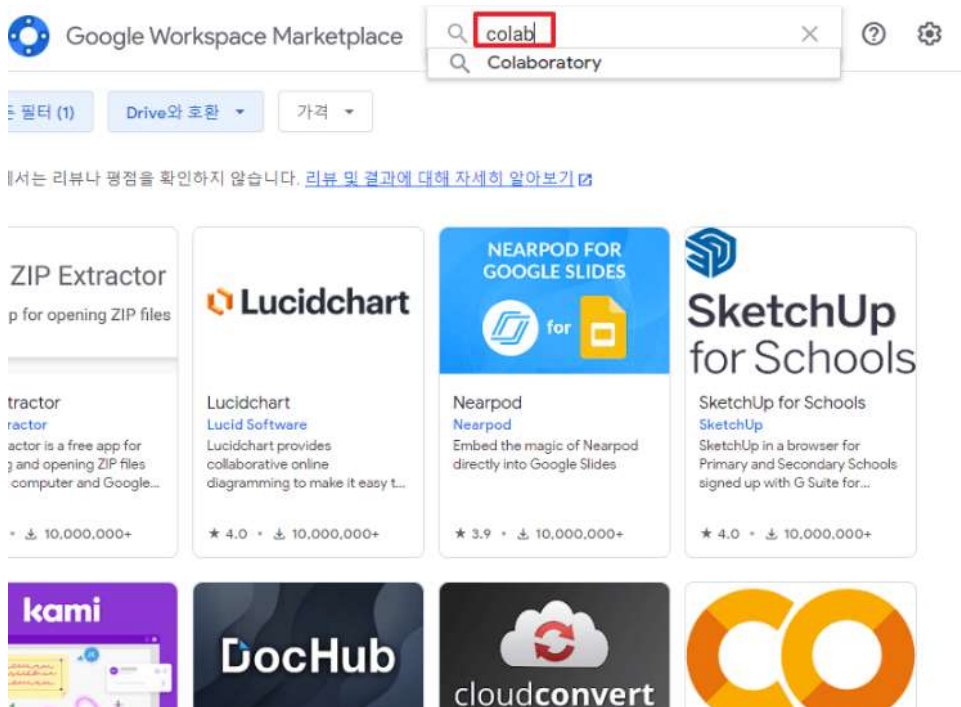 Google Workspace Marketplace
colab
Colaboratory
필터 (1)
Drive와 호환
가격
서는 리뷰나 평점을 확인하지 않습니다. 리뷰 및 결과에 대해 자세히 알아보기
ZIP Extractor
p for opening ZIP files
tractor
ractor
actor is a free app for
g and opening ZIP files
computer and Google...
10,000,000+
Lucidchart
Lucidchart
Lucid Software
Lucidchart provides
collaborative online
diagramming to make it easy t...
★ 4.0 • 10,000,000+
NEARPOD FOR
GOOGLE SLIDES
for
Nearpod
Nearpod
Embed the magic of Nearpod
directly into Google Slides
★ 3.9 • 10,000,000+
SketchUp
for Schools
SketchUp for Schools
SketchUp
SketchUp in a browser for
Primary and Secondary Schools
signed up with G Suite for...
★ 4.0 • 10,000,000+
kami
DocHub
cloudconvert